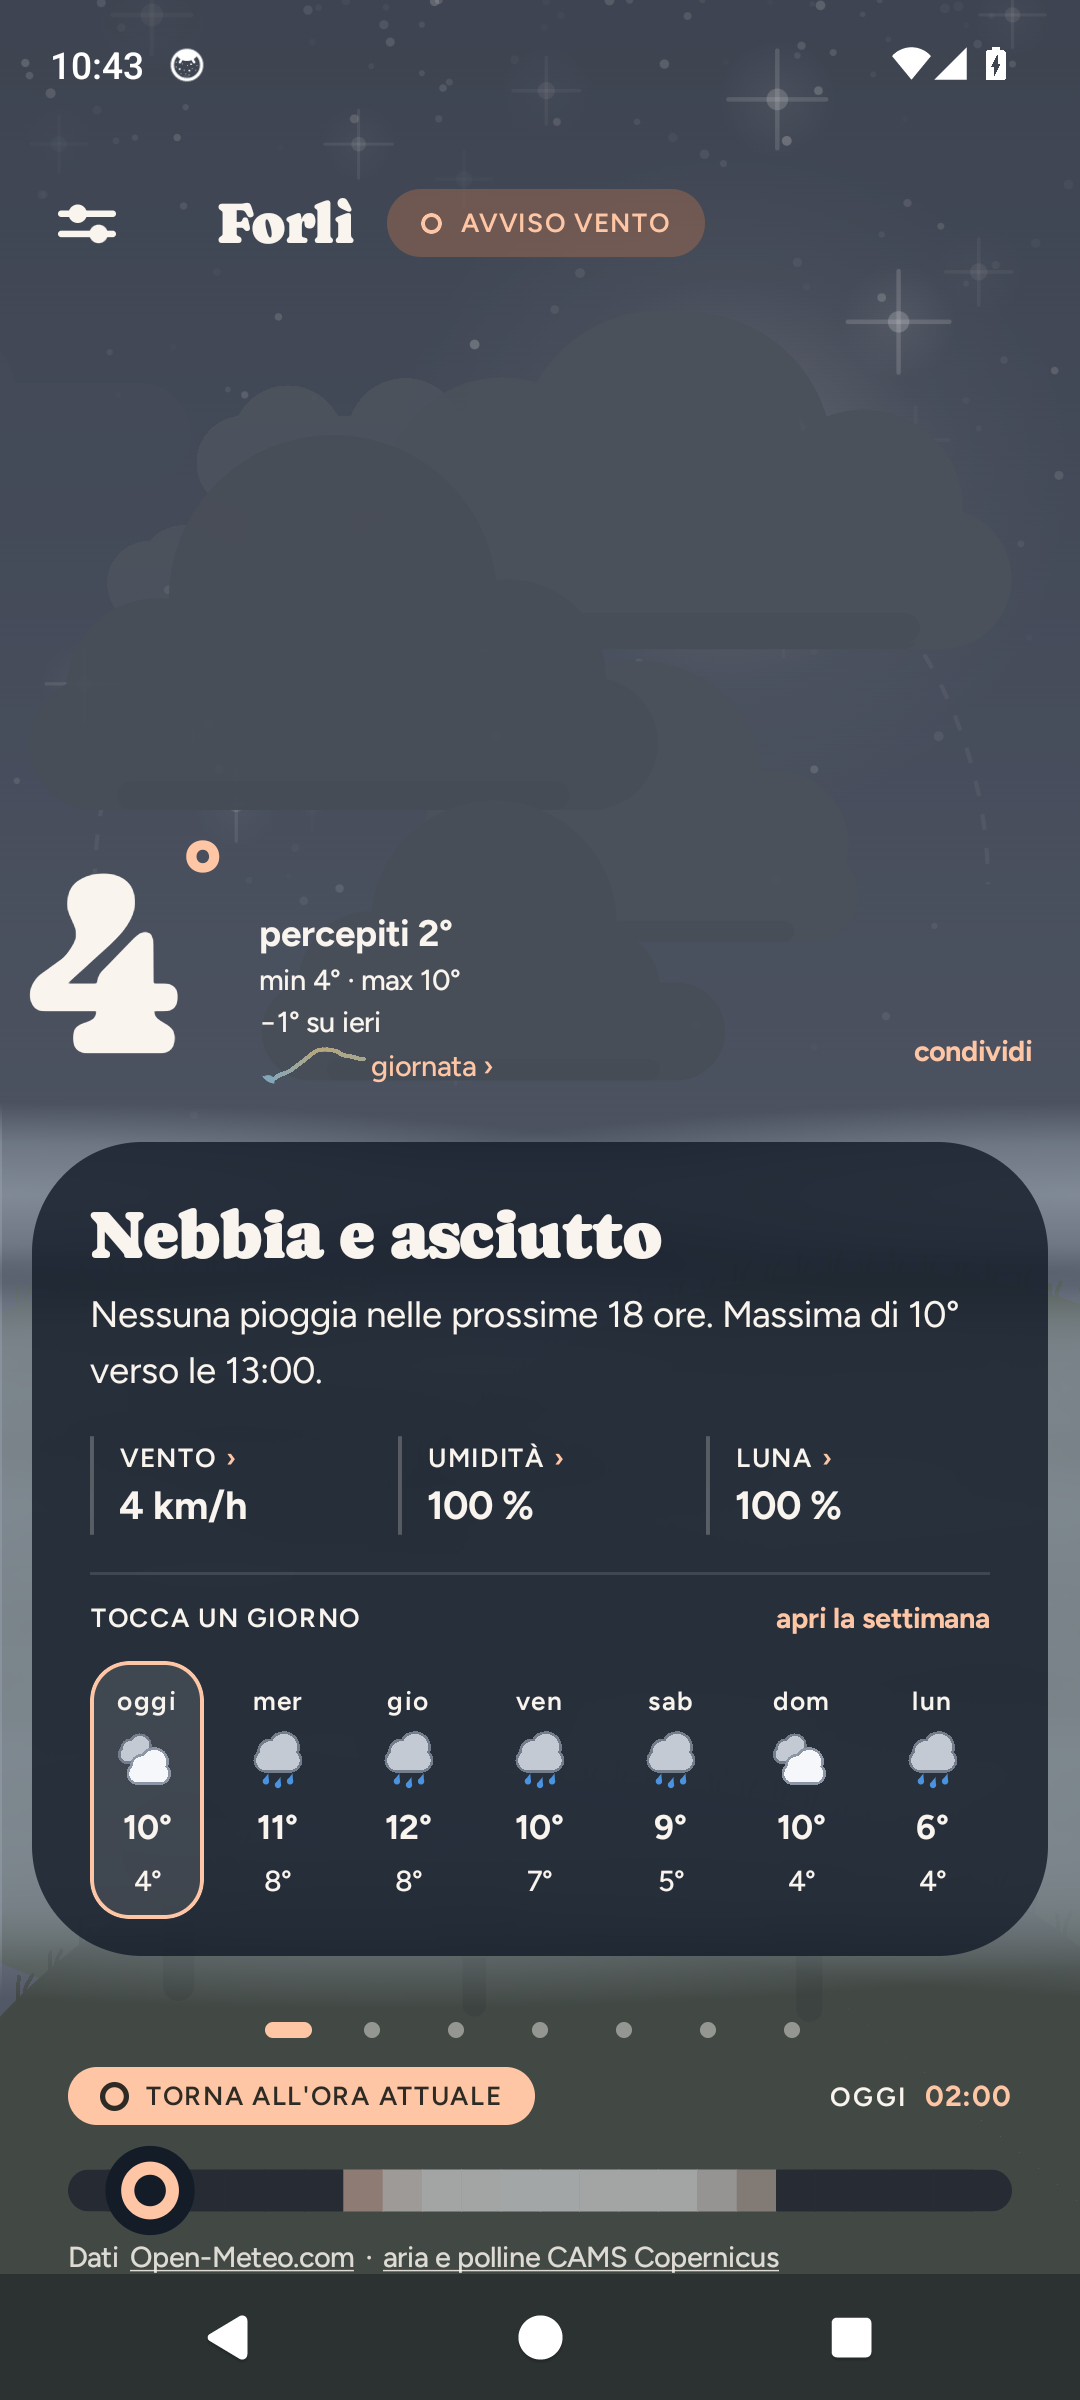 10:43
Forlì
AVVISO VENTO
4°
percepiti 2°
min 4° · max 10°
−1° su ieri
giornata ›
condividi
Nebbia e asciutto
Nessuna pioggia nelle prossime 18 ore. Massima di 10°
verso le 13:00.
VENTO › UMIDITÀ › LUNA ›
4 km/h 100 % 100 %
TOCCA UN GIORNO apri la settimana
oggi mer gio ven sab dom lun
10° 11° 12° 10° 9° 10° 6°
4° 8° 8° 7° 5° 4° 4°
TORNA ALL'ORA ATTUALE OGGI 02:00
Dati Open-Meteo.com · aria e polline CAMS Copernicus